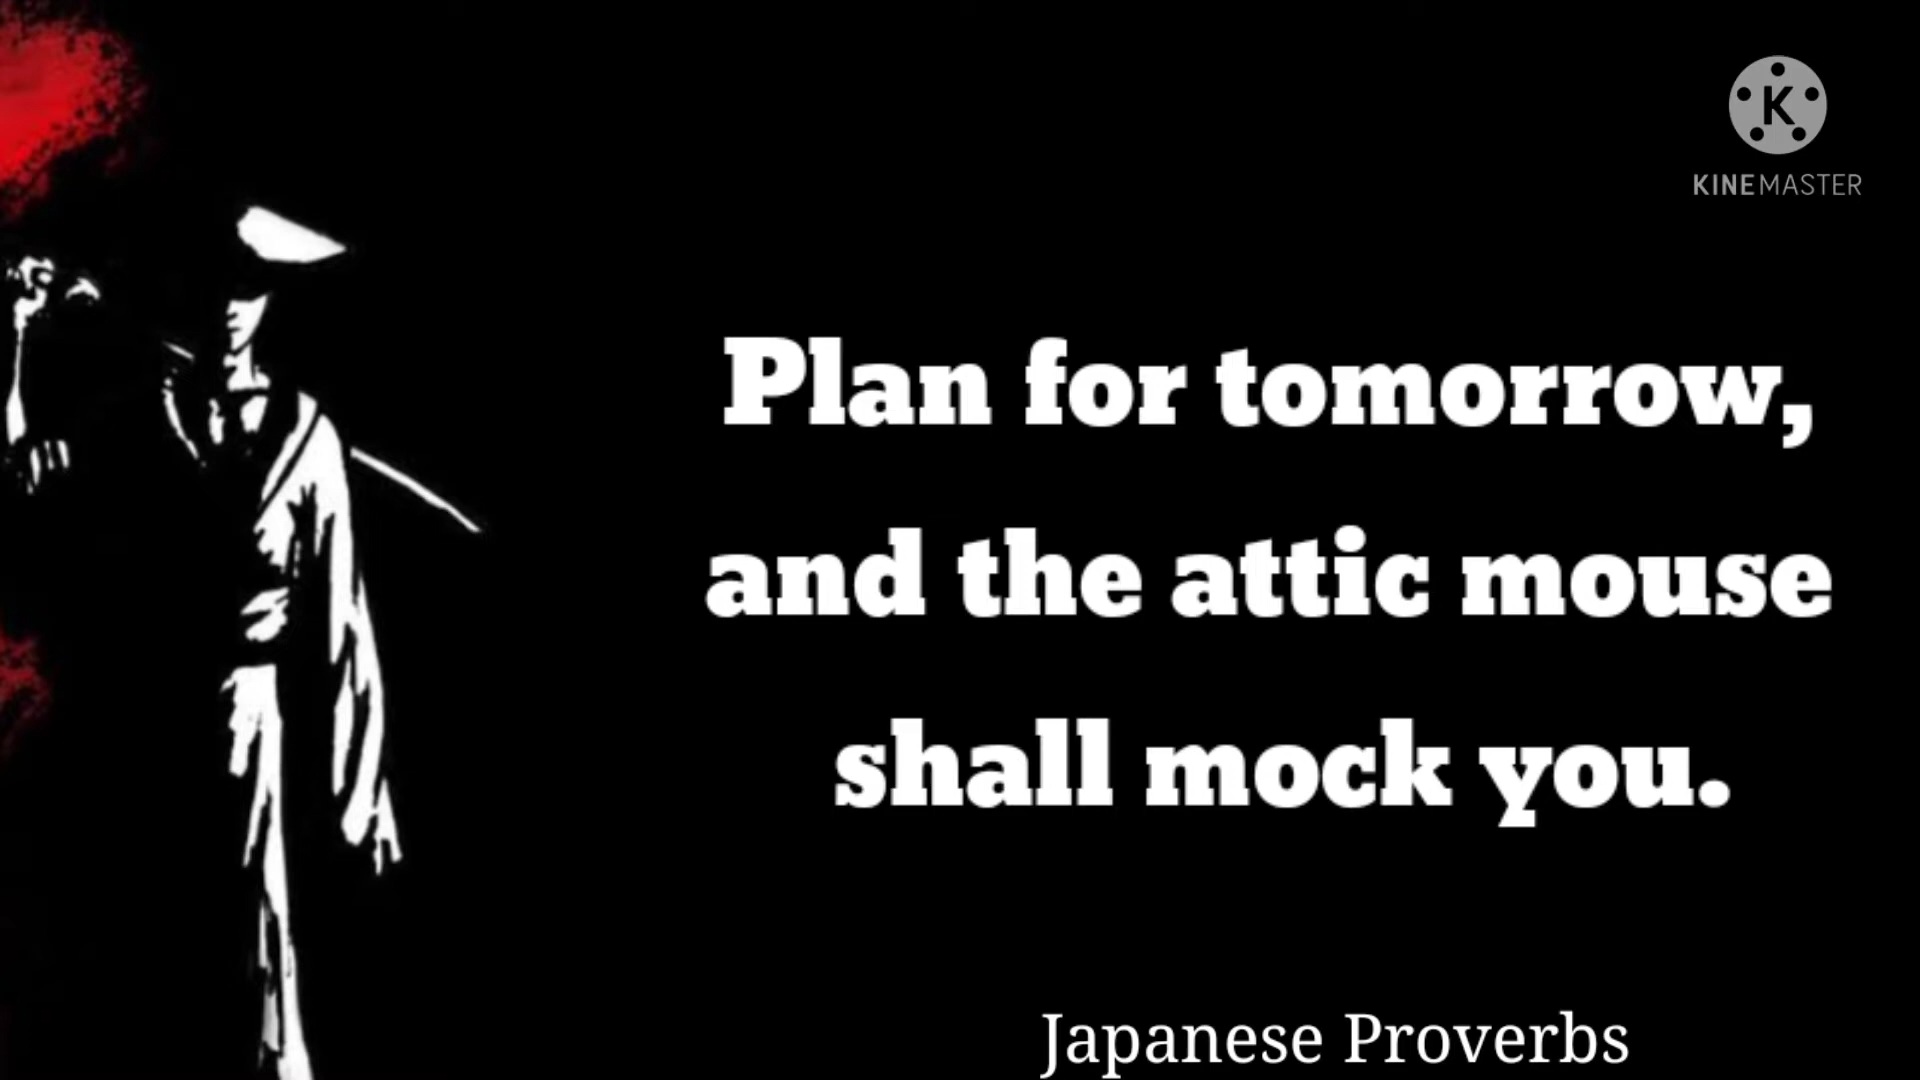 K
KINEMASTER
Plan for tomorrow,
and the attic mouse
shall mock you.
Japanese Proverbs